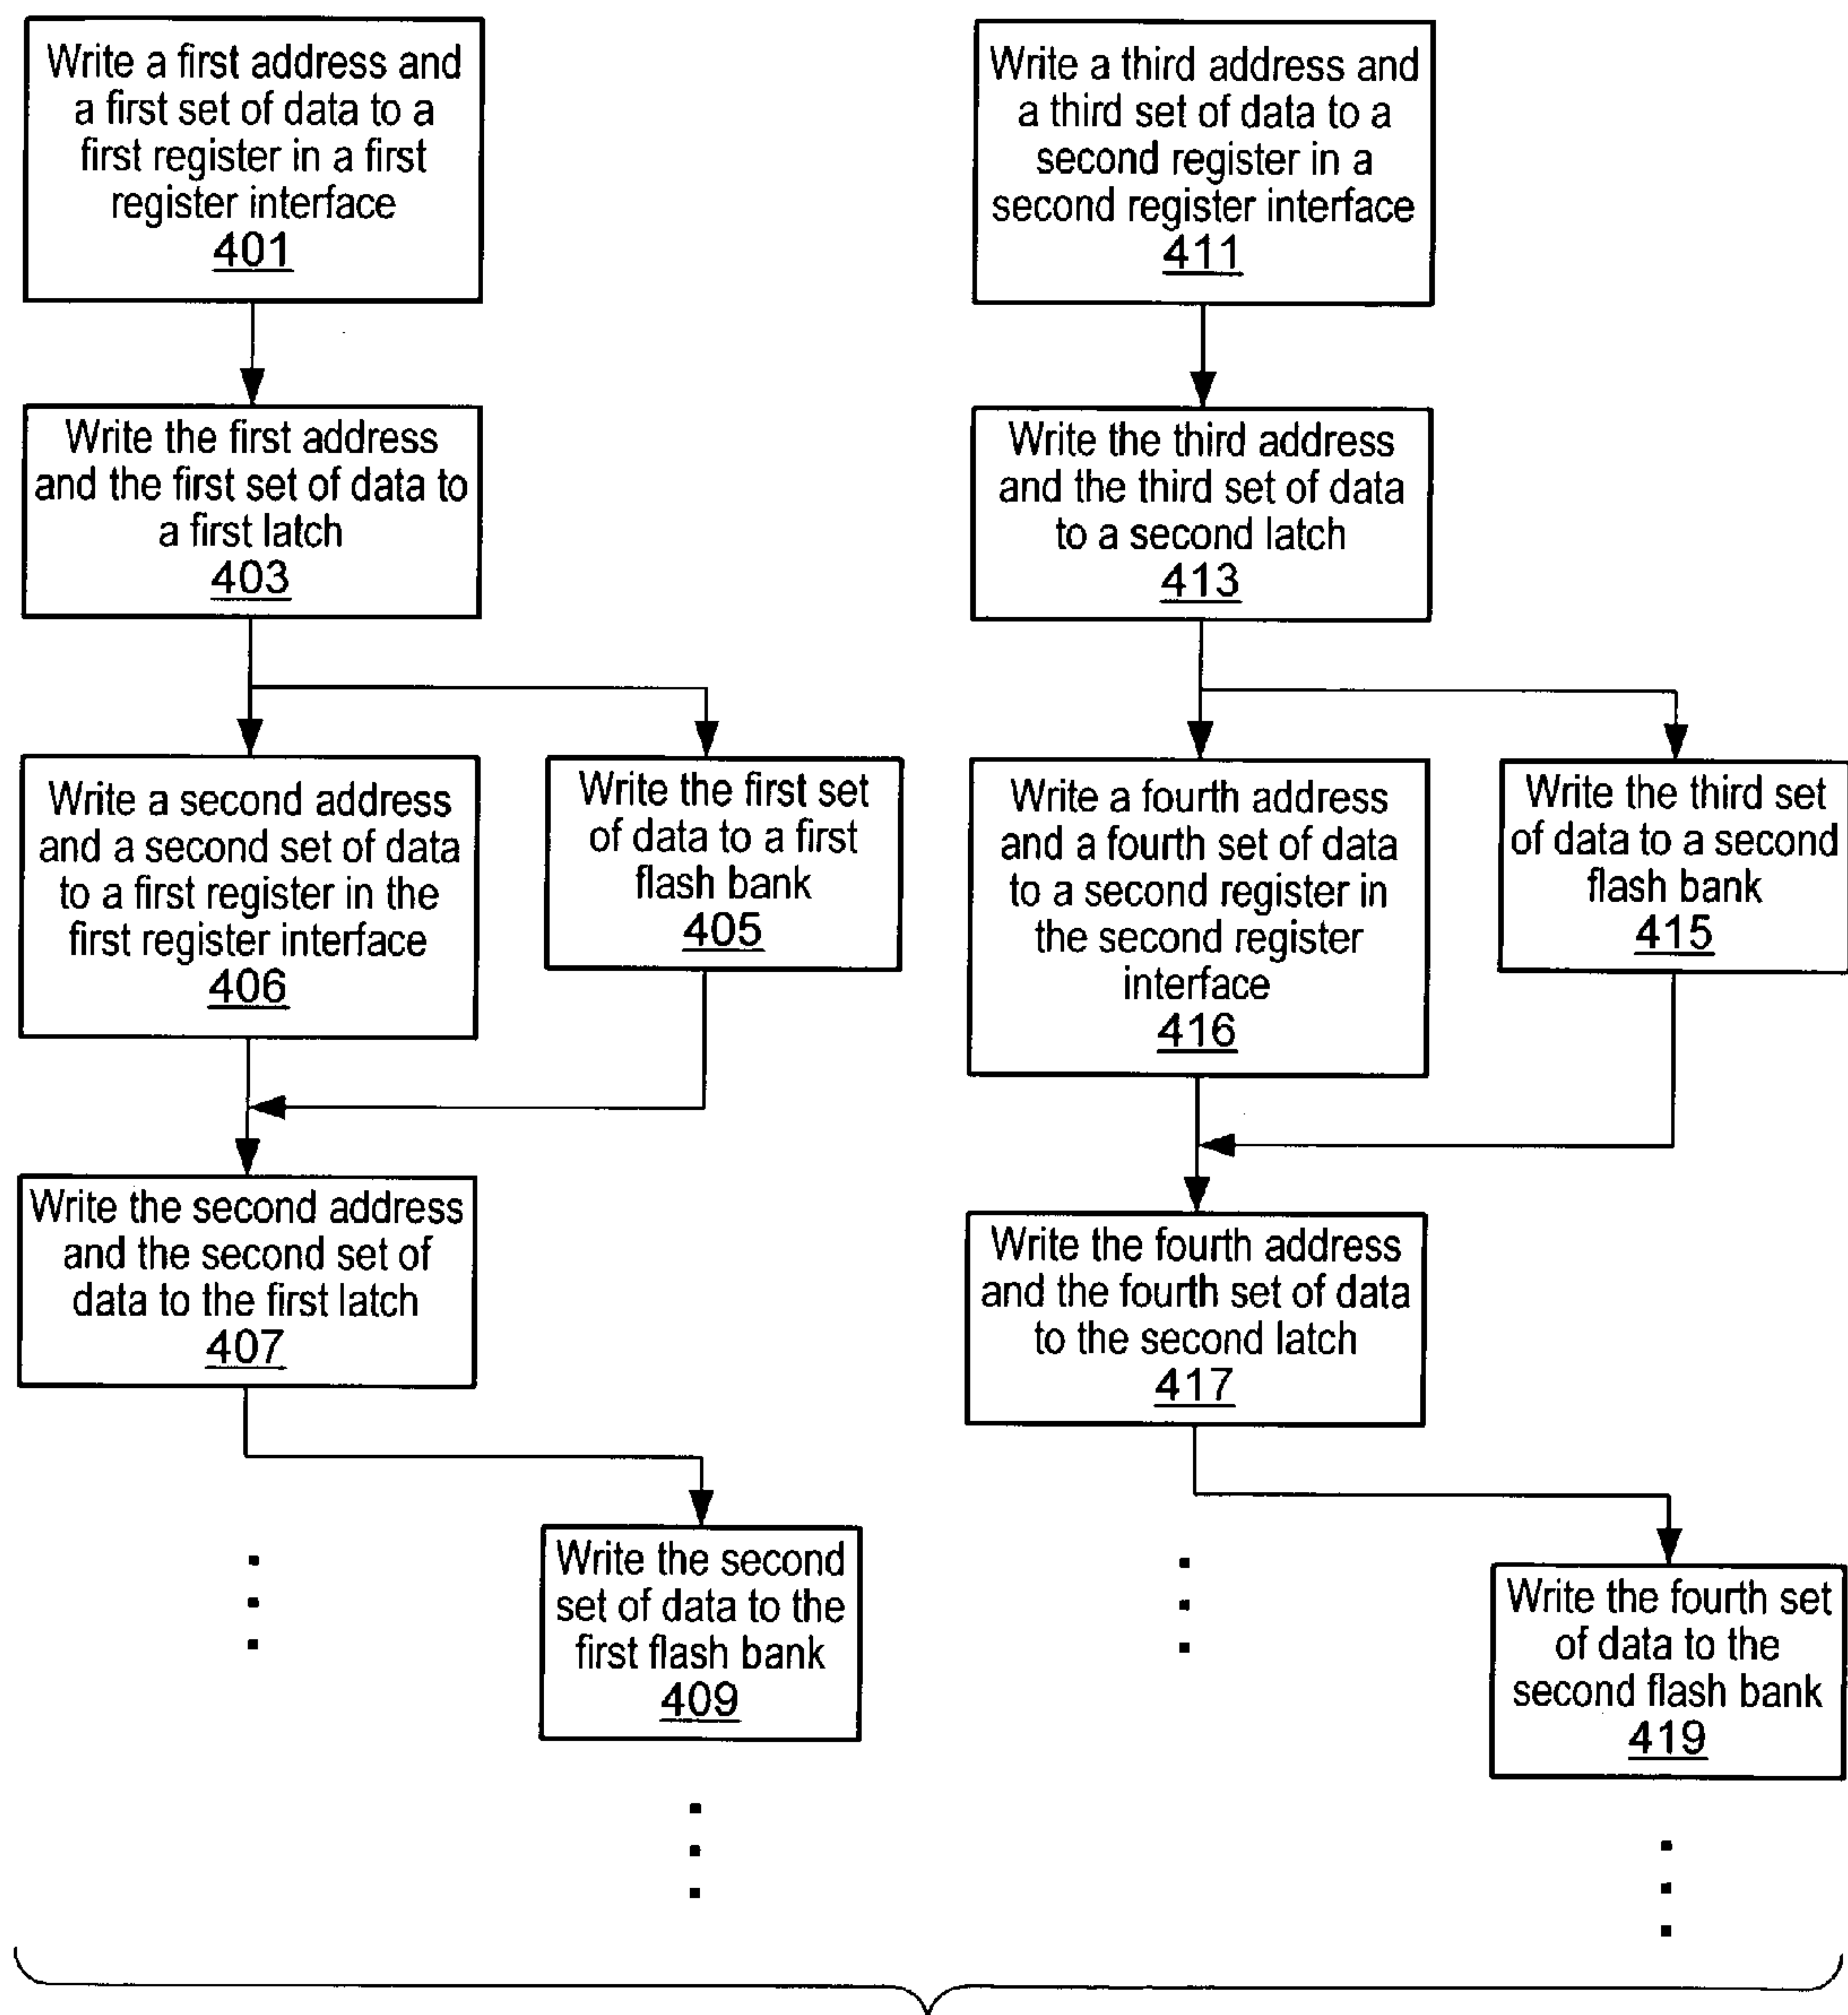 Write a first address and
a first set of data to a
first register in a first
register interface
401
Write the first address
and the first set of data to
a first latch
403
Write a second address
and a second set of data
to a first register in the
first register interface
406
Write the first set
of data to a first
flash bank
405
Write the second address
and the second set of
data to the first latch
407
Write the second
set of data to the
first flash bank
409
Write a third address and
a third set of data to a
second register in a
second register interface
411
Write the third address
and the third set of data
to a second latch
413
Write a fourth address
and a fourth set of data
to a second register in
the second register
interface
416
Write the third set
of data to a second
flash bank
415
Write the fourth address
and the fourth set of data
to the second latch
417
Write the fourth set
of data to the
second flash bank
419